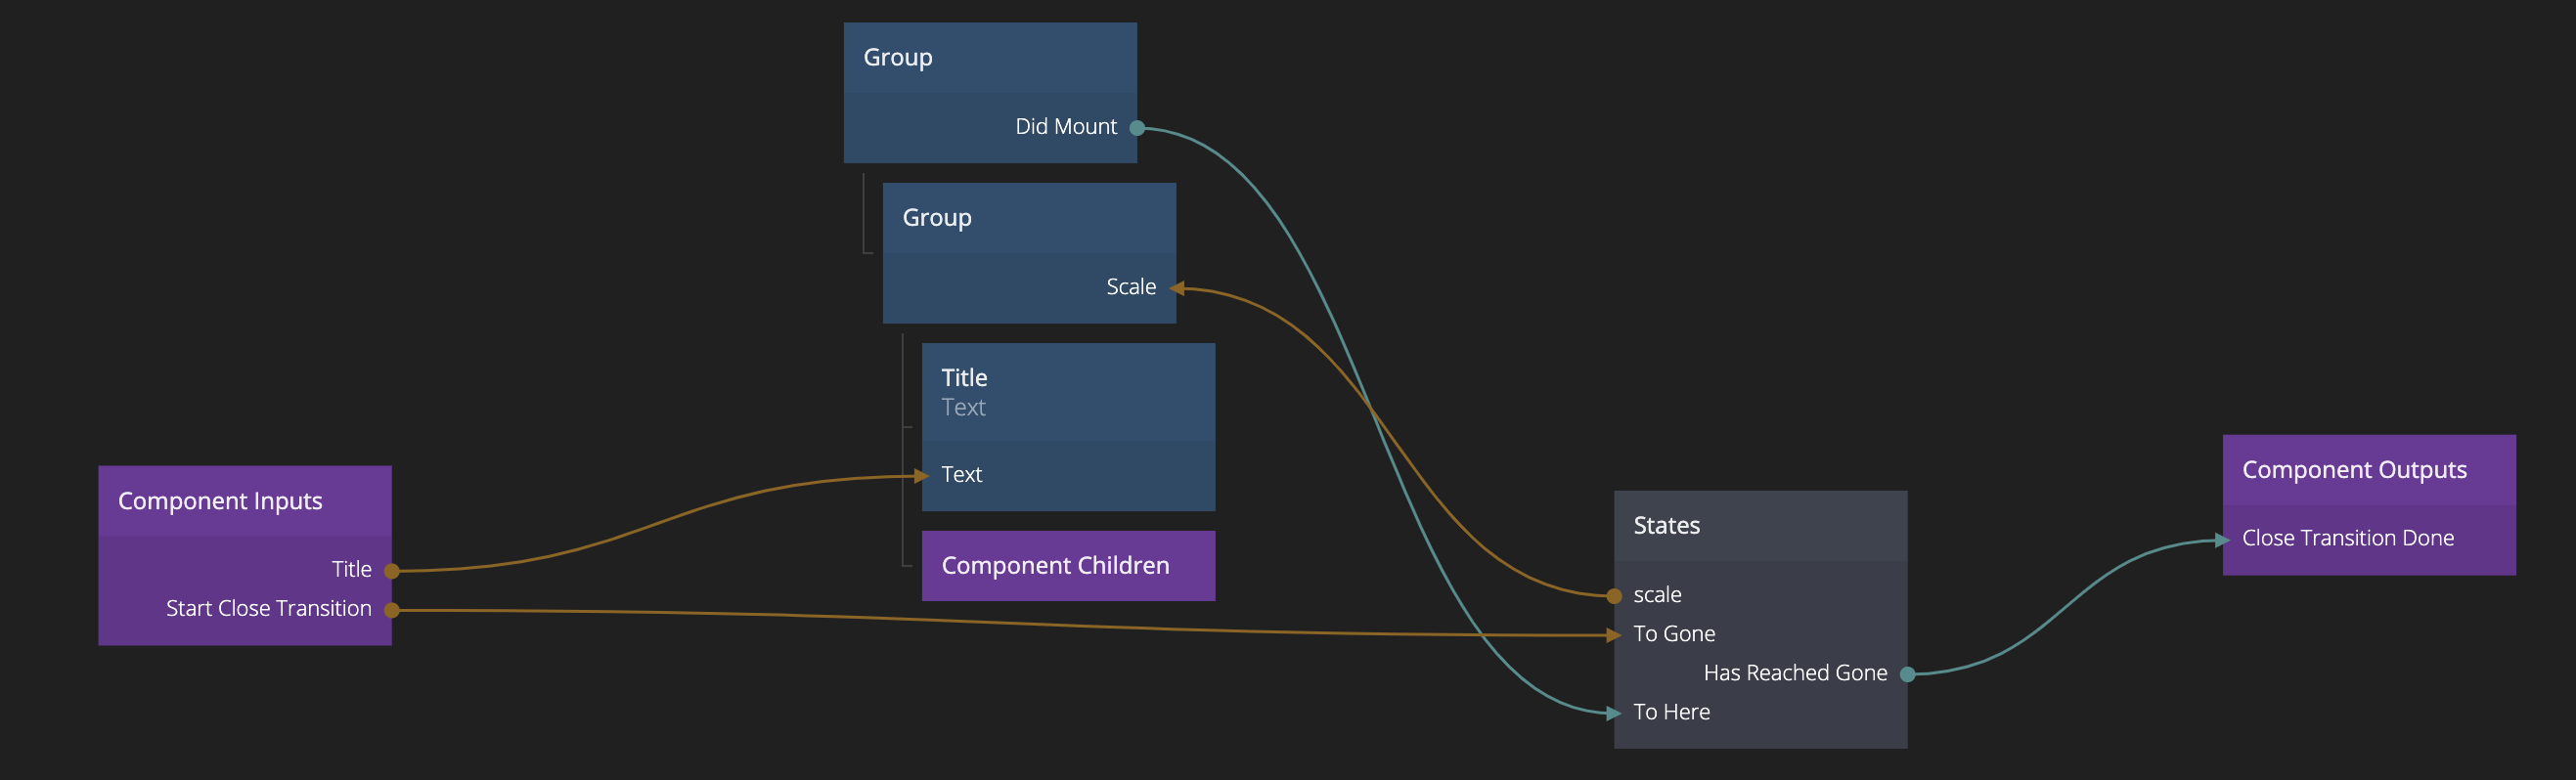 Group
Did Mount
Group
Scale
Title
Text
Text
Component Children
Component Inputs
Title
Start Close Transition
States
scale
To Gone
Has Reached Gone
To Here
Component Outputs
Close Transition Done